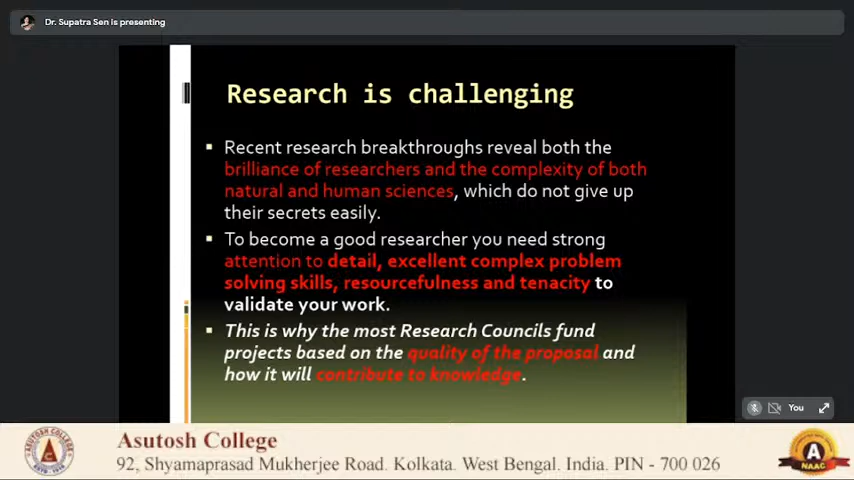 Dr. Supatra Sen is presenting
Research is challenging
Recent research breakthroughs reveal both the
brilliance of researchers and the complexity of both
natural and human sciences, which do not give up
their secrets easily.
To become a good researcher you need strong
attention to detail, excellent complex problem
solving skills, resourcefulness and tenacity to
validate your work.
This is why the most Research Councils fund
projects based on the quality of the proposal and
how it will contribute to knowledge.
You
Asutosh College
92, Shyamaprasad Mukherjee Road. Kolkata. West Bengal. India. PIN - 700 026
ASUTOSH COLLEGE
A
NAAC